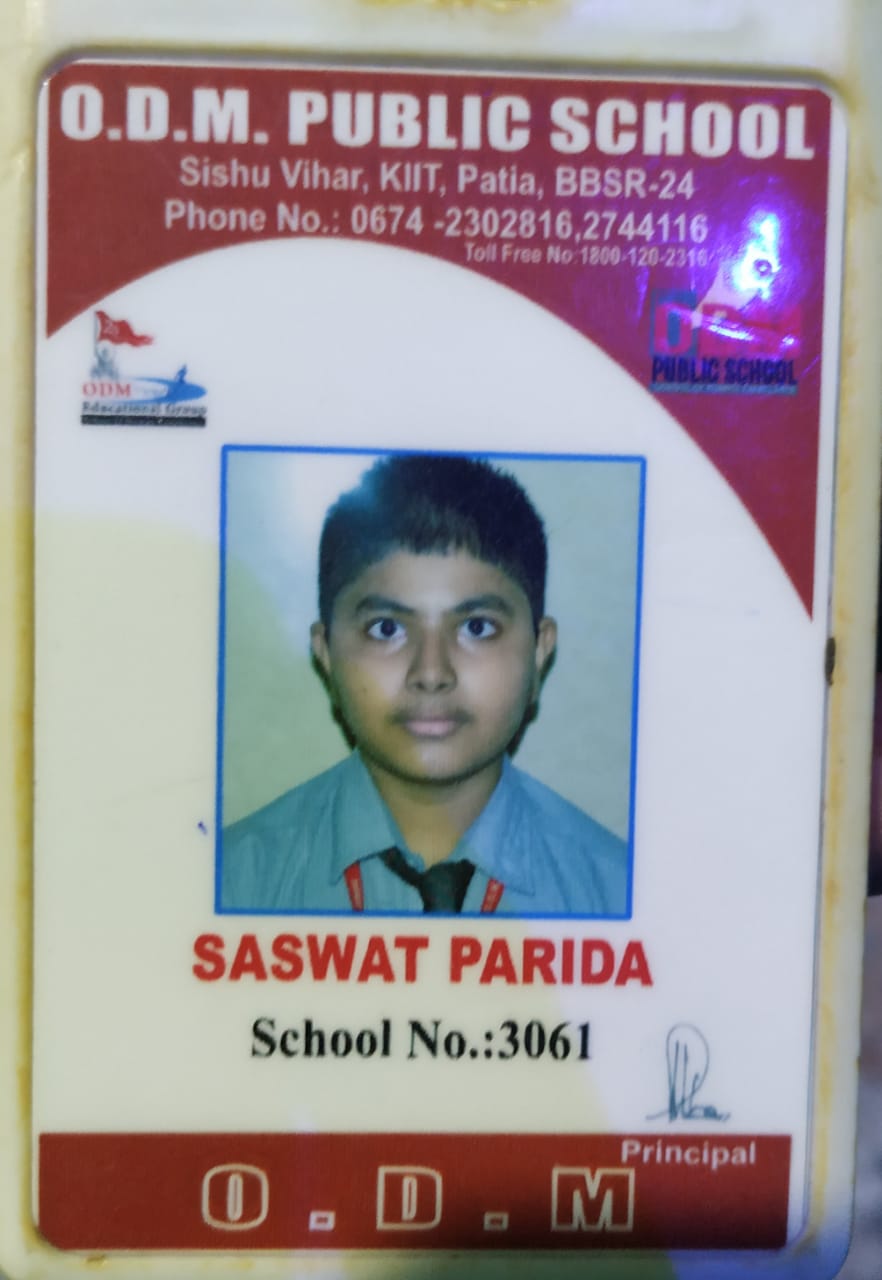 O.D.M. PUBLIC SCHOOL
Sishu Vihar, KIIT, Patia, BBSR-24
Phone No.: 0674 -2302816,2744116
Toll Free No:1800-120-2316
ODM
Educational Group
ODM
PUBLIC SCHOOL
SASWAT PARIDA
School No.:3061
Principal
O.D.M